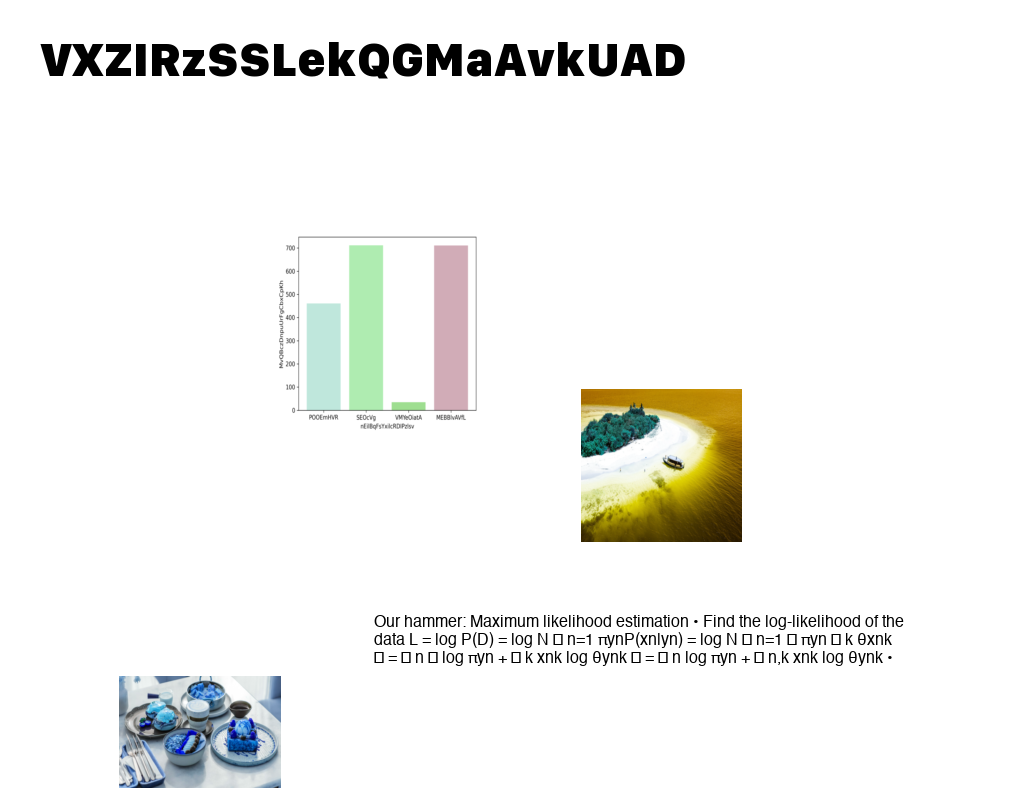 VXZIRzSSLekQGMaAvkUAD
700
600
500
400
300
200
100
0
POOEmHVR SEOcVg VMYeOiatA MEBBIvAVfL
Our hammer: Maximum likelihood estimation • Find the log-likelihood of the
data L = log P(D) = log N □ n=1 πynP(xn|yn) = log N □ n=1 □ πyn □ k θxnk
□ = □ n □ log πyn + □ k xnk log θynk □ = □ n log πyn + □ n,k xnk log θynk •